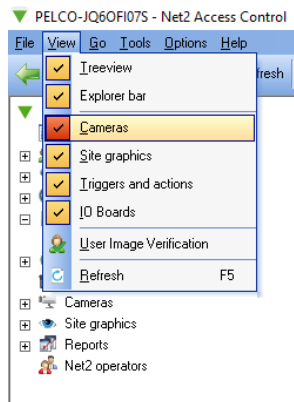 PELCO-JQ6OFI07S - Net2 Access Control
File View Go Tools Options Help
Treeview
fresh
Explorer bar
Cameras
Site graphics
Triggers and actions
IO Boards
User Image Verification
Refresh F5
Cameras
Site graphics
Reports
Net2 operators